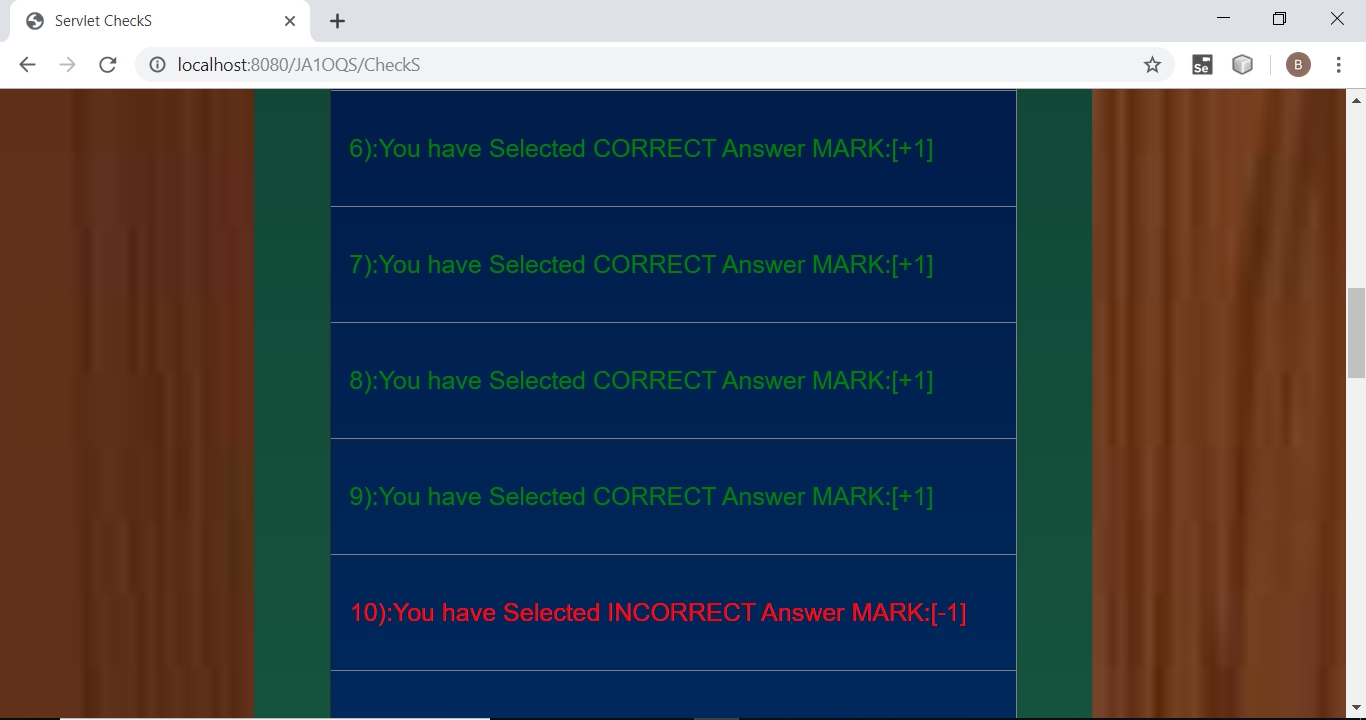 Servlet CheckS
localhost:8080/JA1OQS/CheckS
Se
B
6):You have Selected CORRECT Answer MARK:[+1]
7):You have Selected CORRECT Answer MARK:[+1]
8):You have Selected CORRECT Answer MARK:[+1]
9):You have Selected CORRECT Answer MARK:[+1]
10):You have Selected INCORRECT Answer MARK:[-1]